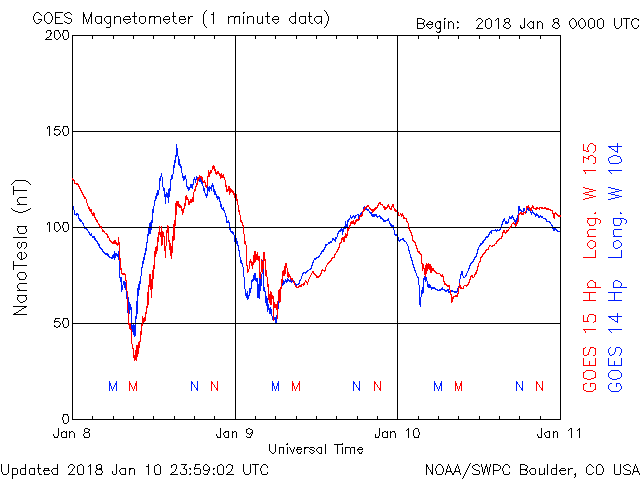 GOES Magnetometer (1 minute data)
Begin: 2018 Jan 8 0000 UTC
200
150
100
50
0
NanoTesla (nT)
M M N N M M N N M M N N
Jan 8 Jan 9 Jan 10 Jan 11
Universal Time
GOES 15 Hp Long. W 135
GOES 14 Hp Long. W 104
Updated 2018 Jan 10 23:59:02 UTC
NOAA/SWPC Boulder, CO USA